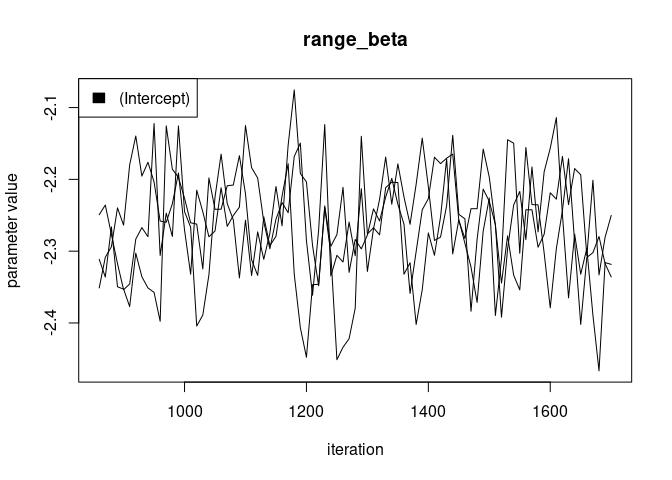 range_beta
(Intercept)
parameter value
-2.1
-2.2
-2.3
-2.4
1000 1200 1400 1600
iteration